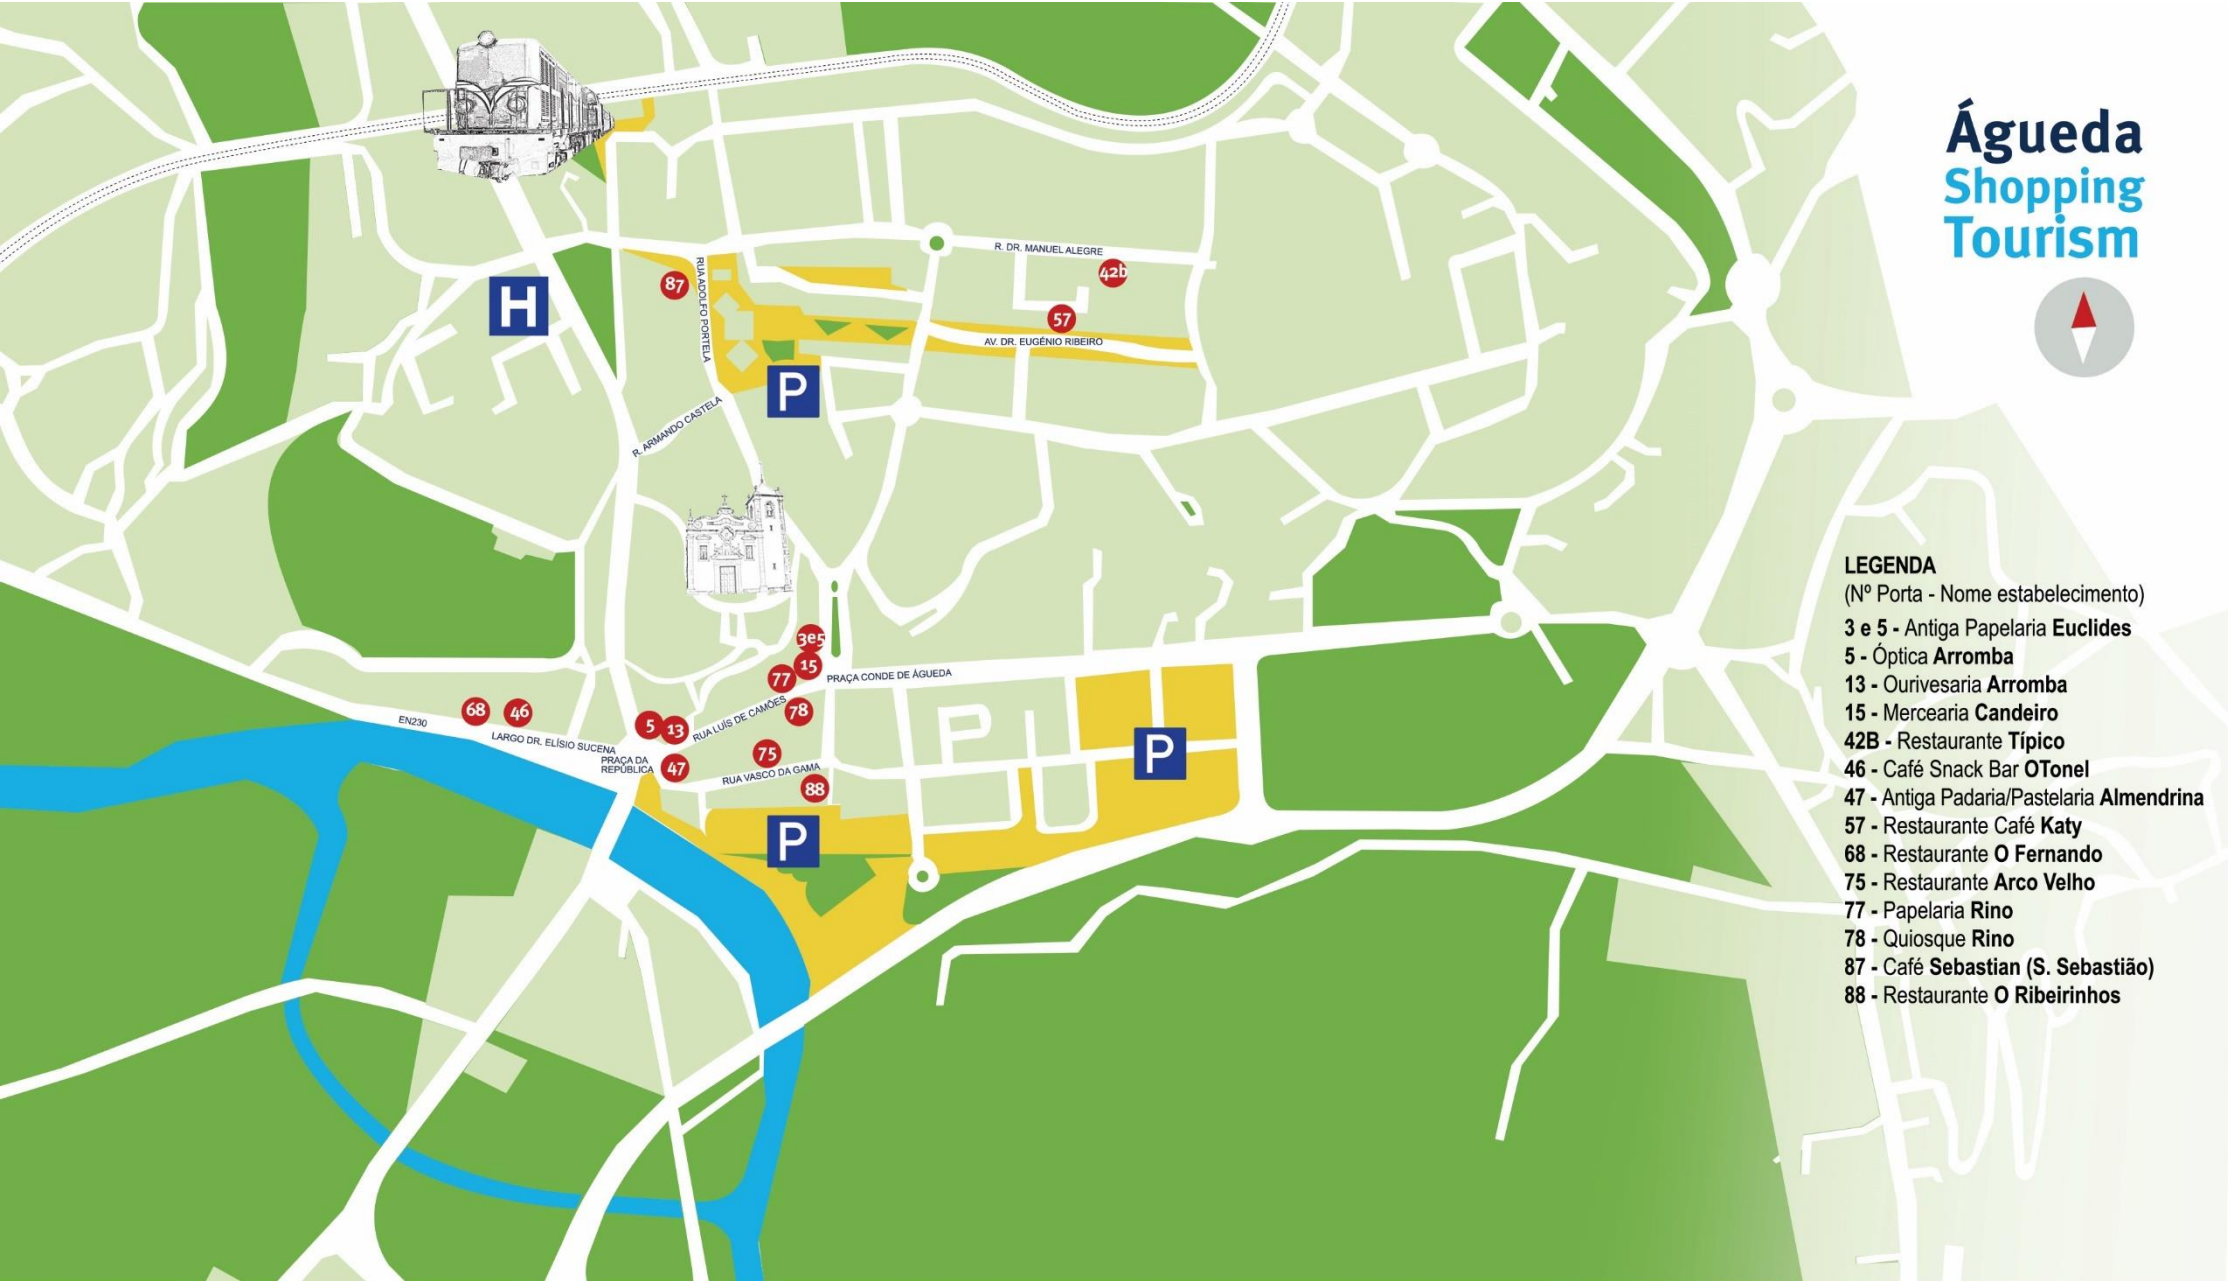 Águeda
Shopping
Tourism
R. DR. MANUEL ALEGRE
42b
87
RUA ADOLFO PORTELA
H
57
AV. DR. EUGÉNIO RIBEIRO
P
R. ARMANDO CASTELA
3e5
15
77
PRAÇA CONDE DE ÁGUEDA
68
46
78
EN230
5
13
RUA LUÍS DE CAMÕES
LARGO DR. ELÍSIO SUCENA
PRAÇA DA
REPÚBLICA
47
75
RUA VASCO DA GAMA
P
88
P
LEGENDA
(Nº Porta - Nome estabelecimento)
3 e 5 - Antiga Papelaria Euclides
5 - Óptica Arromba
13 - Ourivesaria Arromba
15 - Mercearia Candeiro
42B - Restaurante Típico
46 - Café Snack Bar OTonel
47 - Antiga Padaria/Pastelaria Almendrina
57 - Restaurante Café Katy
68 - Restaurante O Fernando
75 - Restaurante Arco Velho
77 - Papelaria Rino
78 - Quiosque Rino
87 - Café Sebastian (S. Sebastião)
88 - Restaurante O Ribeirinhos